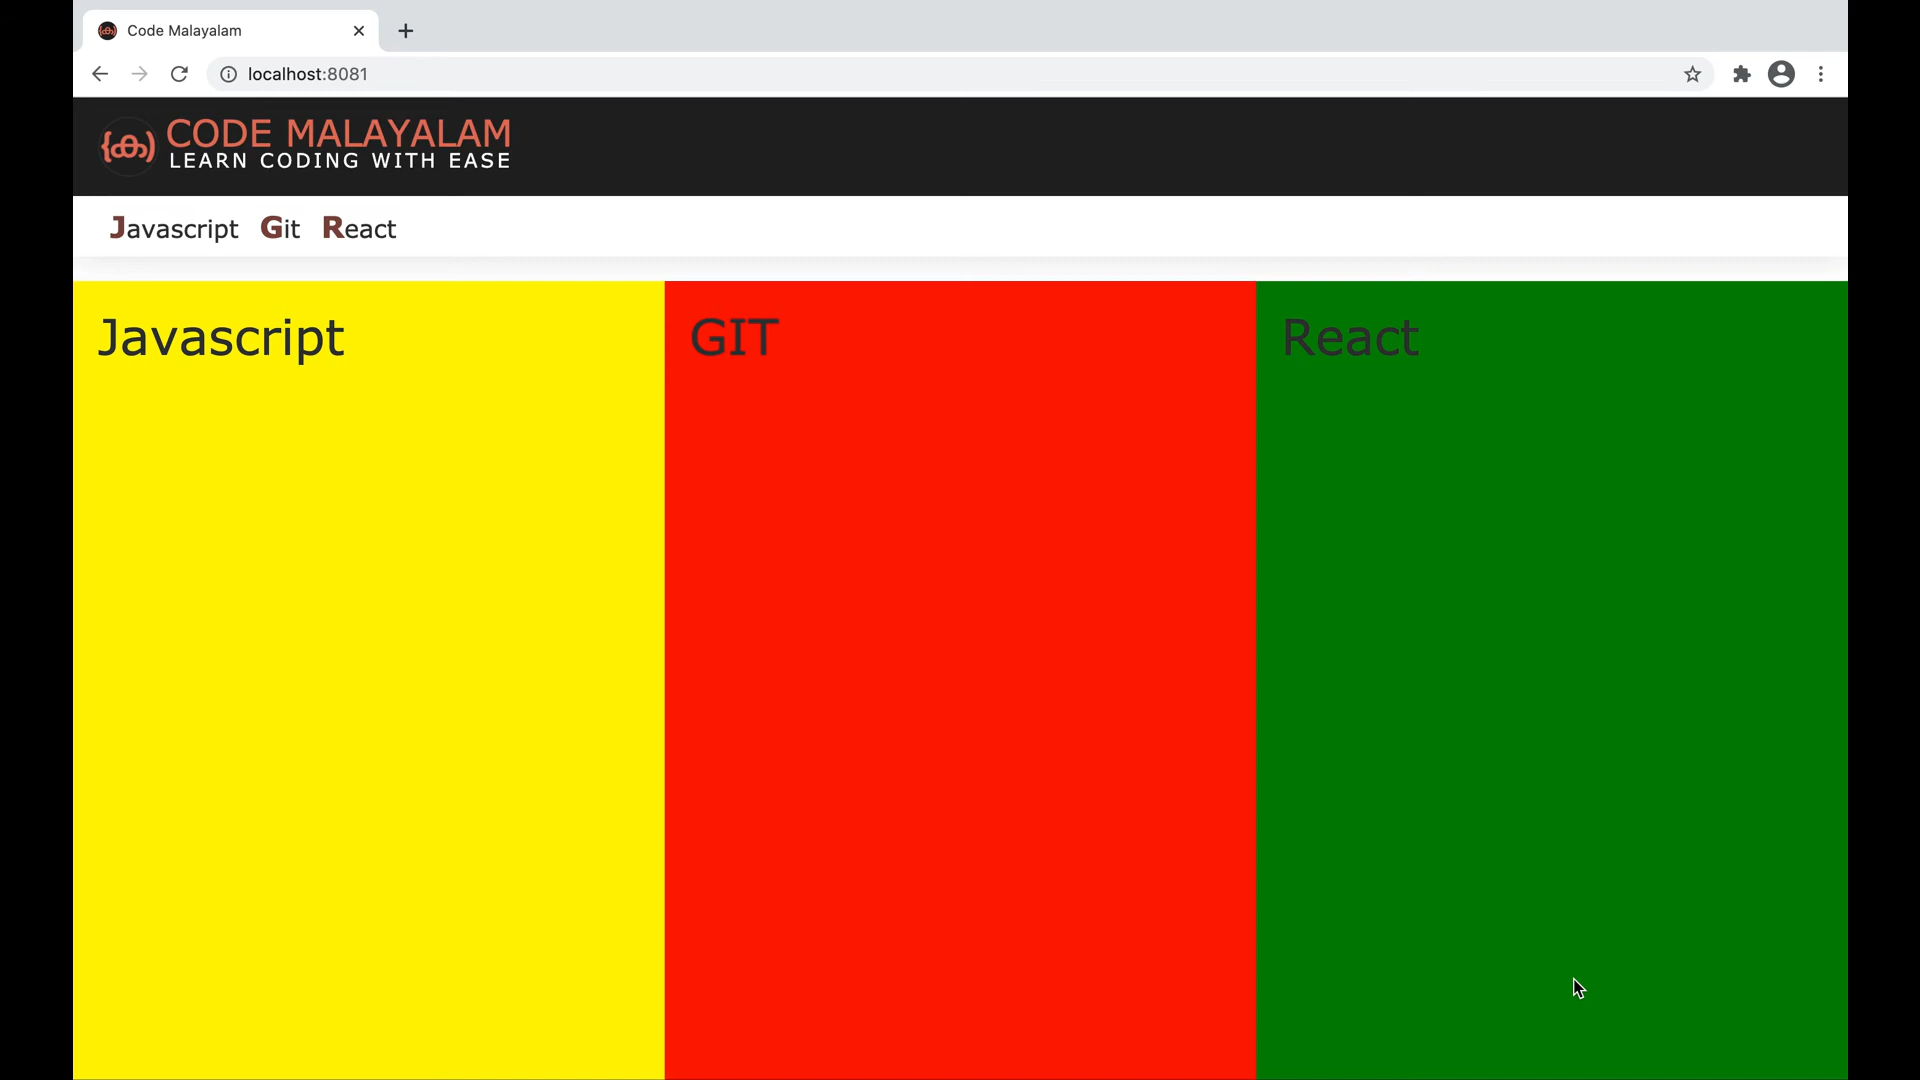 Code Malayalam
localhost:8081
CODE MALAYALAM
LEARN CODING WITH EASE
Javascript Git React
Javascript GIT React